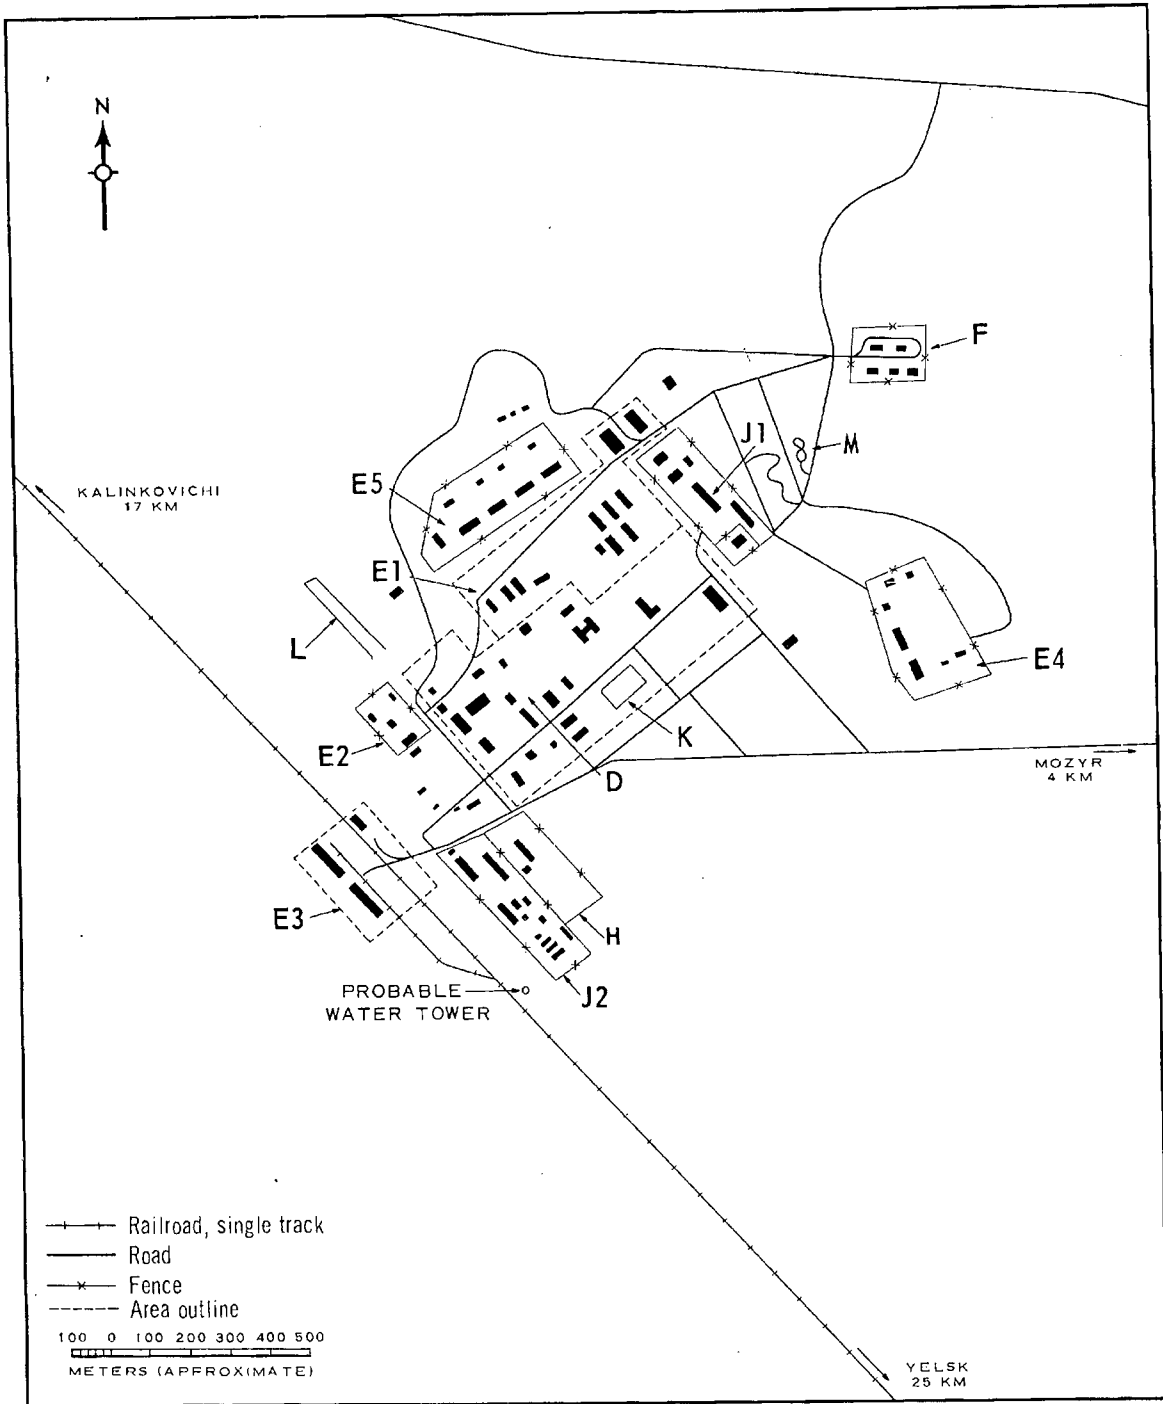 N
F
J1
M
E5
KALINKOVICHI
17 KM
E1
L
E4
E2
K
MOZYR
4 KM
D
E3
H
J2
PROBABLE
WATER TOWER
Railroad, single track
Road
Fence
Area outline
100 0 100 200 300 400 500
METERS (APPROXIMATE)
YELSK
25 KM